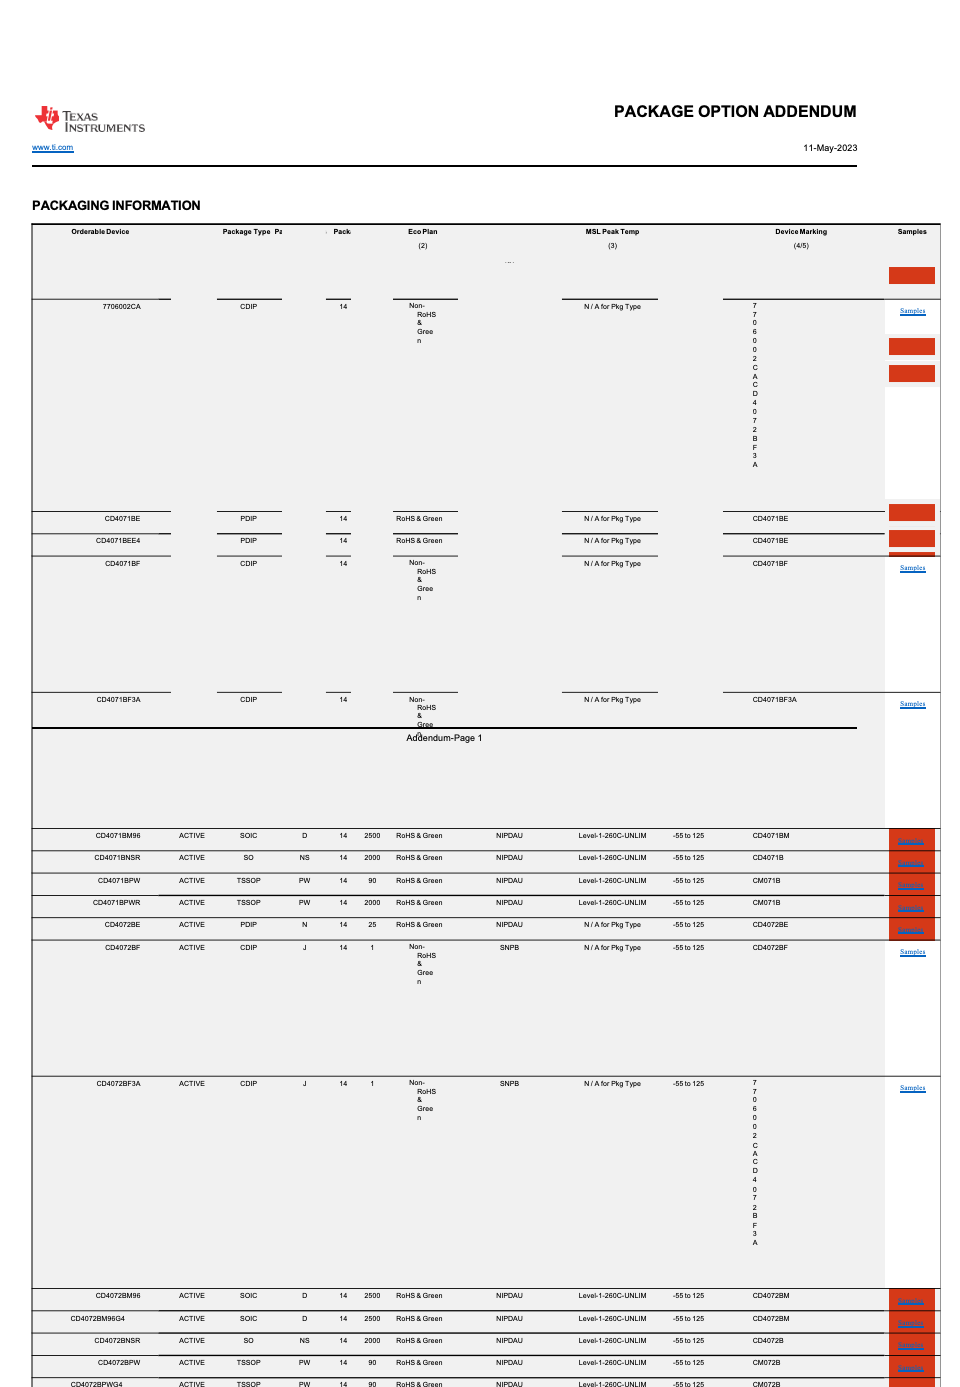 TEXAS
INSTRUMENTS
PACKAGE OPTION ADDENDUM
www.ti.com
11-May-2023
PACKAGING INFORMATION
Orderable Device Package Type Pa Pack Eco Plan MSL Peak Temp Device Marking Samples
(2) (3) (4/5)
7706002CA CDIP 14 Non- N / A for Pkg Type 7 Samples
RoHS 7
& 0
Gree 6
n 0
0
2
C
A
C
D
4
0
7
2
B
F
3
A
CD4071BE PDIP 14 RoHS & Green N / A for Pkg Type CD4071BE
CD4071BEE4 PDIP 14 RoHS & Green N / A for Pkg Type CD4071BE
CD4071BF CDIP 14 Non- N / A for Pkg Type CD4071BF Samples
RoHS
&
Gree
n
CD4071BF3A CDIP 14 Non- N / A for Pkg Type CD4071BF3A Samples
RoHS
&
Gree
n
Addendum-Page 1
CD4071BM96 ACTIVE SOIC D 14 2500 RoHS & Green NIPDAU Level-1-260C-UNLIM -55 to 125 CD4071BM Samples
CD4071BNSR ACTIVE SO NS 14 2000 RoHS & Green NIPDAU Level-1-260C-UNLIM -55 to 125 CD4071B Samples
CD4071BPW ACTIVE TSSOP PW 14 90 RoHS & Green NIPDAU Level-1-260C-UNLIM -55 to 125 CM071B Samples
CD4071BPWR ACTIVE TSSOP PW 14 2000 RoHS & Green NIPDAU Level-1-260C-UNLIM -55 to 125 CM071B Samples
CD4072BE ACTIVE PDIP N 14 25 RoHS & Green NIPDAU N / A for Pkg Type -55 to 125 CD4072BE Samples
CD4072BF ACTIVE CDIP J 14 1 Non- SNPB N / A for Pkg Type -55 to 125 CD4072BF Samples
RoHS
&
Gree
n
CD4072BF3A ACTIVE CDIP J 14 1 Non- SNPB N / A for Pkg Type -55 to 125 7 Samples
RoHS 7
& 0
Gree 6
n 0
0
2
C
A
C
D
4
0
7
2
B
F
3
A
CD4072BM96 ACTIVE SOIC D 14 2500 RoHS & Green NIPDAU Level-1-260C-UNLIM -55 to 125 CD4072BM Samples
CD4072BM96G4 ACTIVE SOIC D 14 2500 RoHS & Green NIPDAU Level-1-260C-UNLIM -55 to 125 CD4072BM Samples
CD4072BNSR ACTIVE SO NS 14 2000 RoHS & Green NIPDAU Level-1-260C-UNLIM -55 to 125 CD4072B Samples
CD4072BPW ACTIVE TSSOP PW 14 90 RoHS & Green NIPDAU Level-1-260C-UNLIM -55 to 125 CM072B Samples
CD4072BPWG4 ACTIVE TSSOP PW 14 90 RoHS & Green NIPDAU Level-1-260C-UNLIM -55 to 125 CM072B